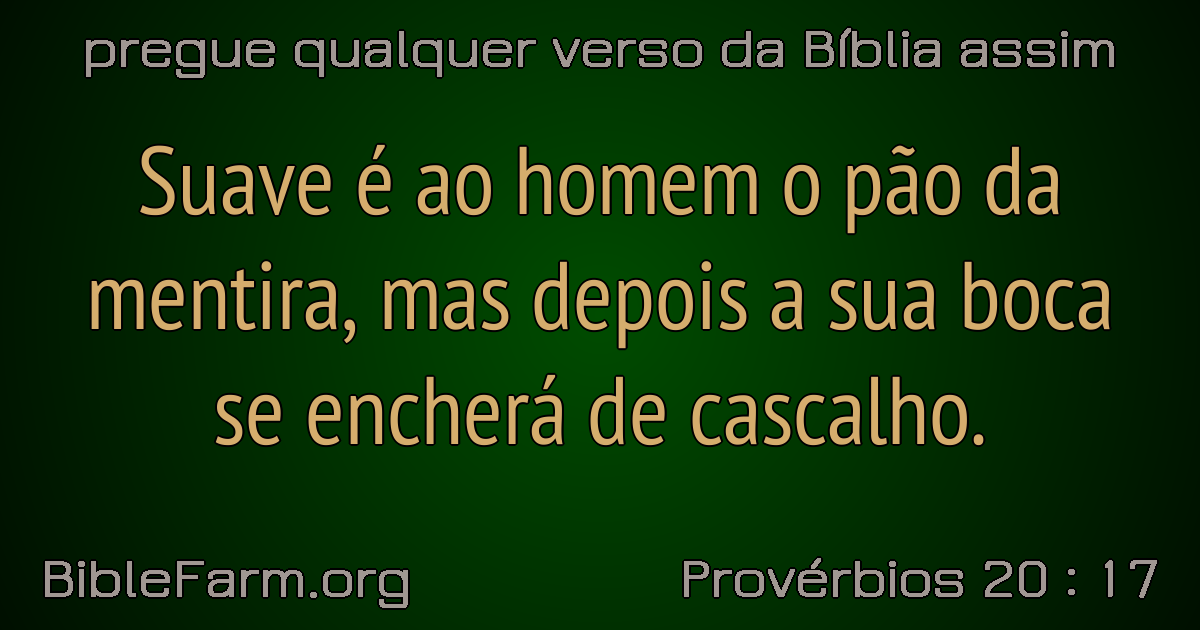 pregue qualquer verso da Bíblia assim
Suave é ao homem o pão da
mentira, mas depois a sua boca
se encherá de cascalho.
BibleFarm.org
Provérbios 20 : 17